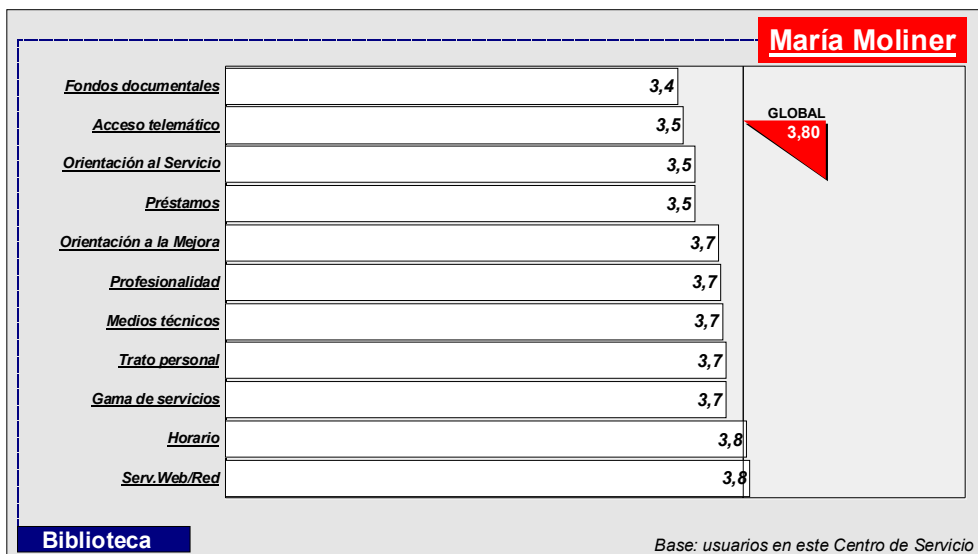 María Moliner
Fondos documentales 3,4
Acceso telemático 3,5
GLOBAL
3,80
Orientación al Servicio 3,5
Préstamos 3,5
Orientación a la Mejora 3,7
Profesionalidad 3,7
Medios técnicos 3,7
Trato personal 3,7
Gama de servicios 3,7
Horario 3,8
Serv.Web/Red 3,8
Biblioteca
Base: usuarios en este Centro de Servicio